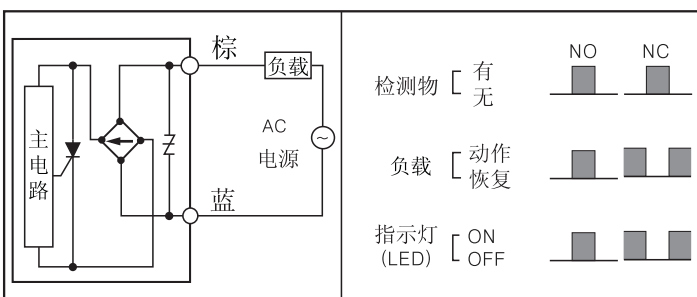 棕
负载
主电路
AC
电源
~
蓝
NO NC
检测物 有
无
负载 动作
恢复
指示灯 ON
(LED) OFF